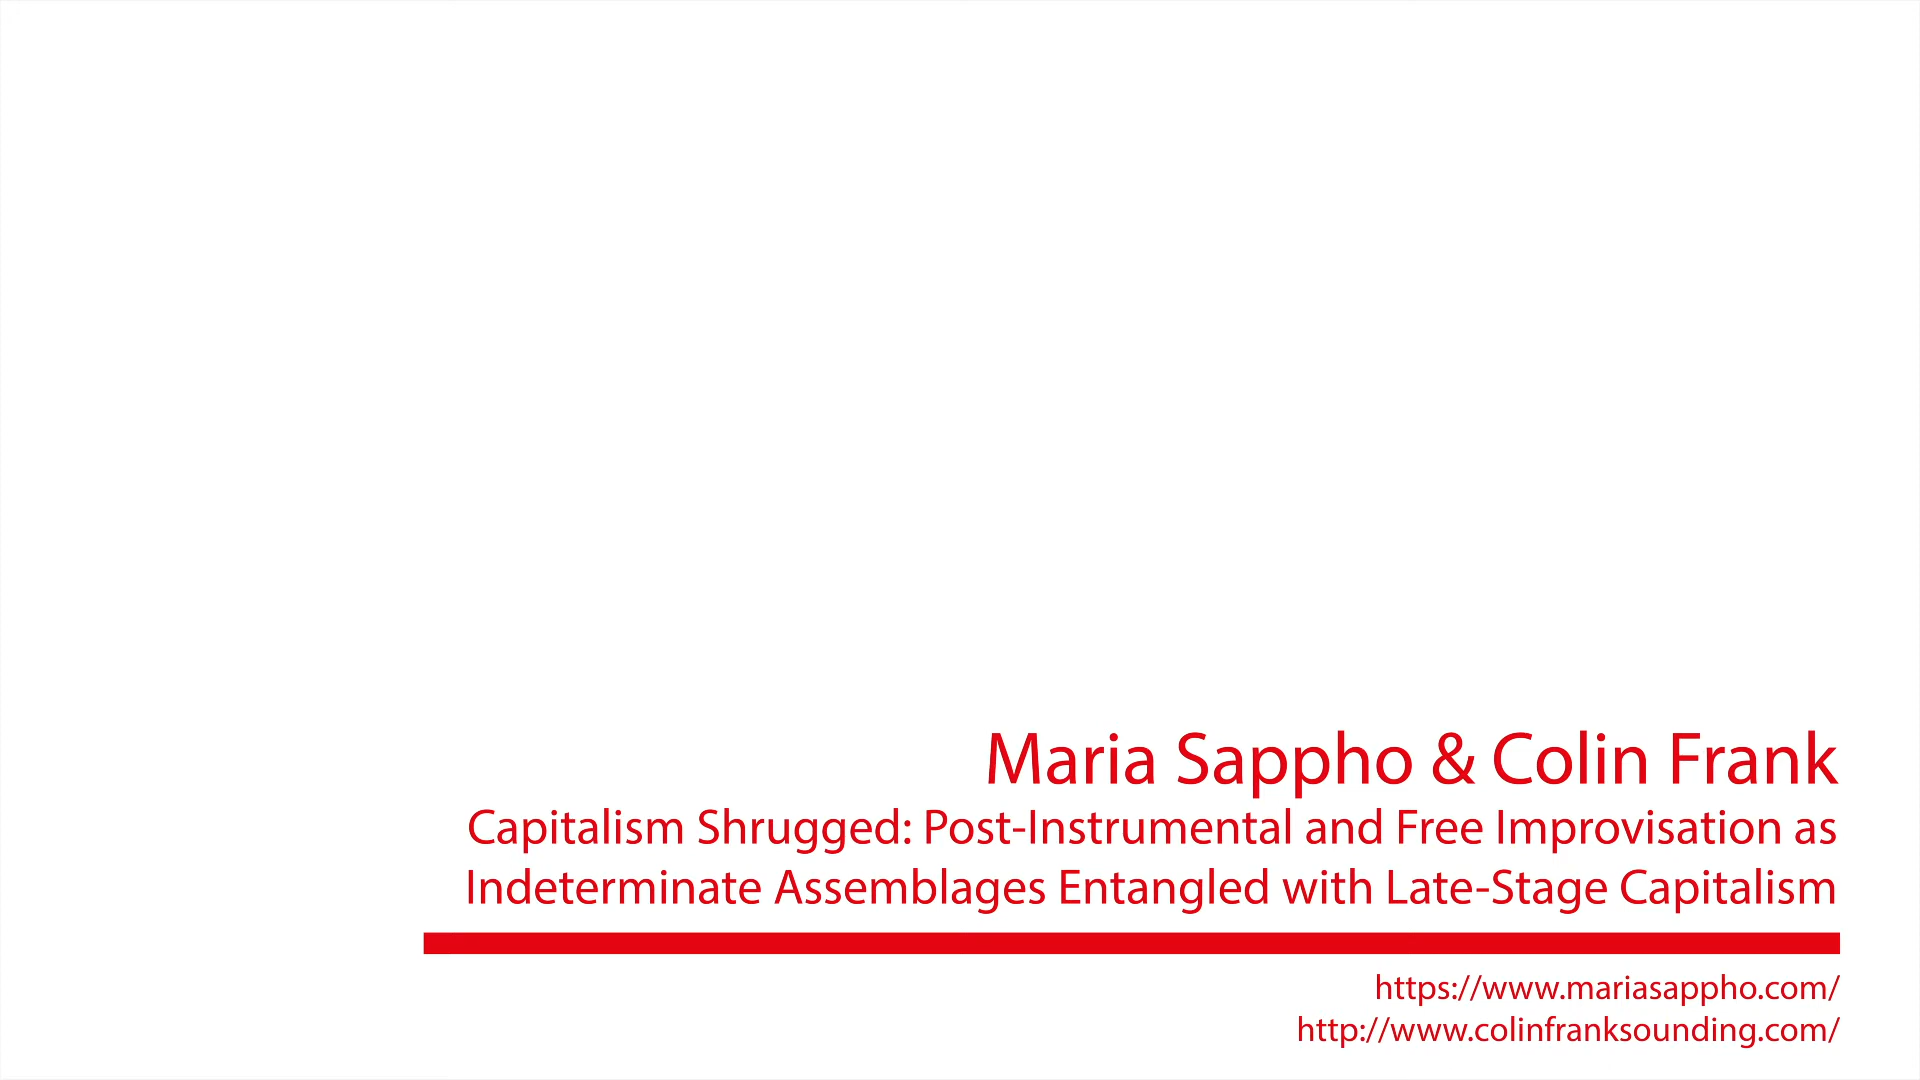 Maria Sappho & Colin Frank
Capitalism Shrugged: Post-Instrumental and Free Improvisation as
Indeterminate Assemblages Entangled with Late-Stage Capitalism
https://www.mariasappho.com/
http://www.colinfranksounding.com/